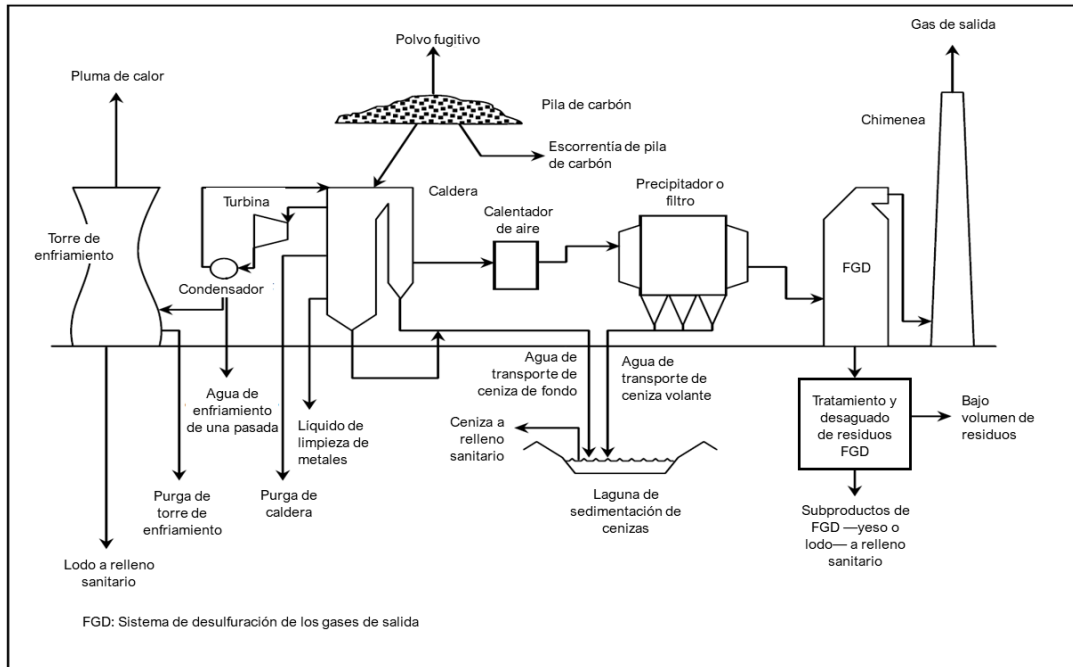 Gas de salida
Polvo fugitivo
Pluma de calor
Pila de carbón
Chimenea
Escorrentía de pila
de carbón
Precipitador o
filtro
Caldera
Turbina
Calentador
de aire
Torre de
enfriamiento
FGD
Condensador
Agua de
enfriamiento
de una pasada
Líquido de
limpieza de
metales
Agua de
transporte de
ceniza de fondo
Agua de
transporte de
ceniza volante
Tratamiento y
desaguado
de residuos
FGD
Bajo
volumen de
residuos
Ceniza a
relleno
sanitario
Purga de
torre de
enfriamiento
Purga de
caldera
Laguna de
sedimentación de
cenizas
Subproductos de
FGD —yeso o
lodo— a relleno
sanitario
Lodo a relleno
sanitario
FGD: Sistema de desulfuración de los gases de salida